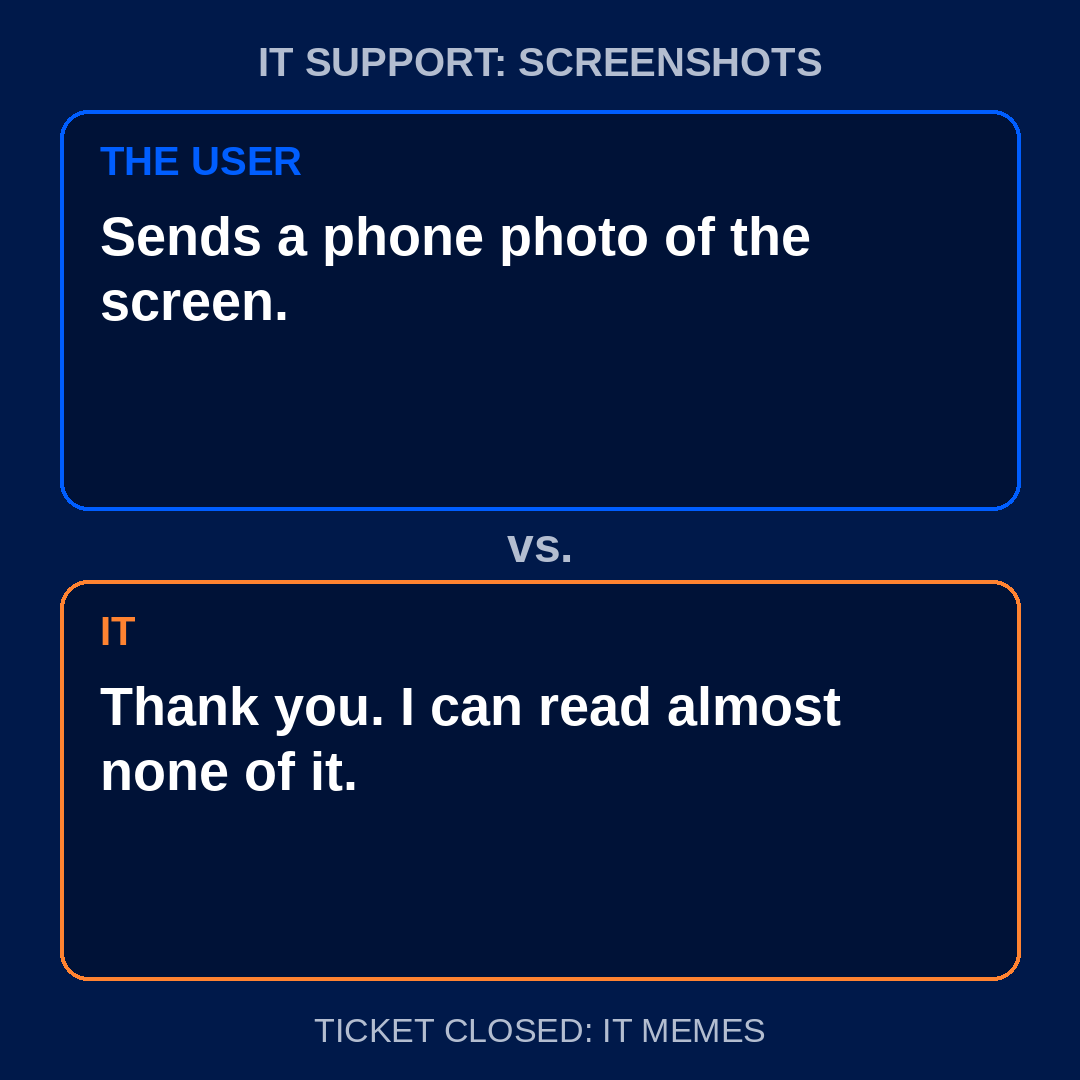 IT SUPPORT: SCREENSHOTS
THE USER
Sends a phone photo of the
screen.
vs.
IT
Thank you. I can read almost
none of it.
TICKET CLOSED: IT MEMES